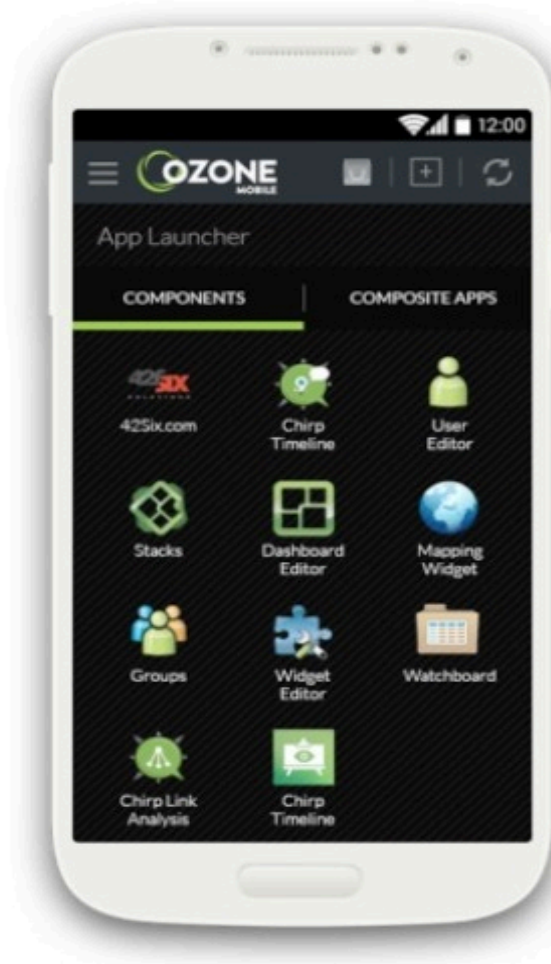 12:00
OZONE
MOBILE
App Launcher
COMPONENTS
COMPOSITE APPS
42SIX
SOLUTIONS
42Six.com
Chirp
Timeline
User
Editor
Stacks
Dashboard
Editor
Mapping
Widget
Groups
Widget
Editor
Watchboard
Chirp Link
Analysis
Chirp
Timeline